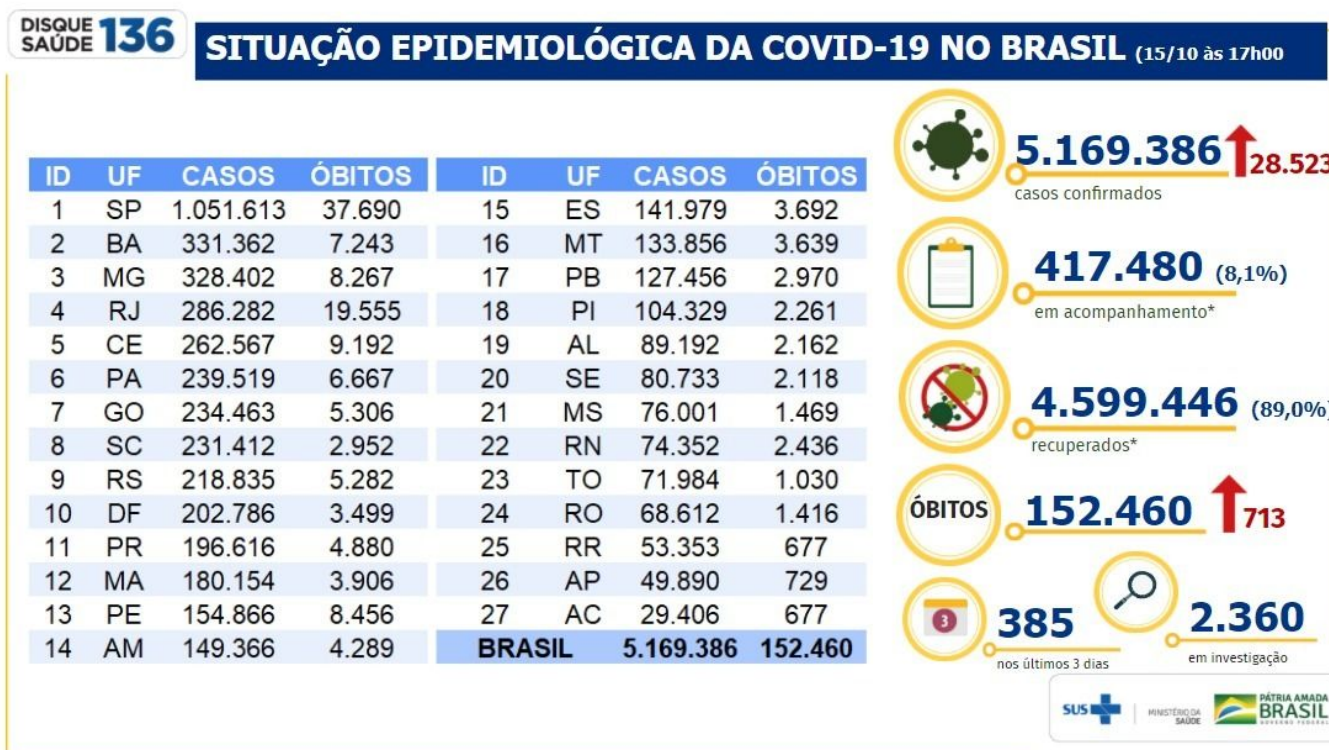 DISQUE
SAÚDE 136
SITUAÇÃO EPIDEMIOLÓGICA DA COVID-19 NO BRASIL (15/10 às 17h00
ID UF CASOS ÓBITOS ID UF CASOS ÓBITOS
1 SP 1.051.613 37.690 15 ES 141.979 3.692
2 BA 331.362 7.243 16 MT 133.856 3.639
3 MG 328.402 8.267 17 PB 127.456 2.970
4 RJ 286.282 19.555 18 PI 104.329 2.261
5 CE 262.567 9.192 19 AL 89.192 2.162
6 PA 239.519 6.667 20 SE 80.733 2.118
7 GO 234.463 5.306 21 MS 76.001 1.469
8 SC 231.412 2.952 22 RN 74.352 2.436
9 RS 218.835 5.282 23 TO 71.984 1.030
10 DF 202.786 3.499 24 RO 68.612 1.416
11 PR 196.616 4.880 25 RR 53.353 677
12 MA 180.154 3.906 26 AP 49.890 729
13 PE 154.866 8.456 27 AC 29.406 677
14 AM 149.366 4.289 BRASIL 5.169.386 152.460
5.169.386 28.523
casos confirmados
417.480 (8,1%)
em acompanhamento*
4.599.446 (89,0%)
recuperados*
ÓBITOS 152.460 713
3 385 2.360
nos últimos 3 dias em investigação
SUS MINISTÉRIO DA SAÚDE
PÁTRIA AMADA
BRASIL
GOVERNO FEDERAL